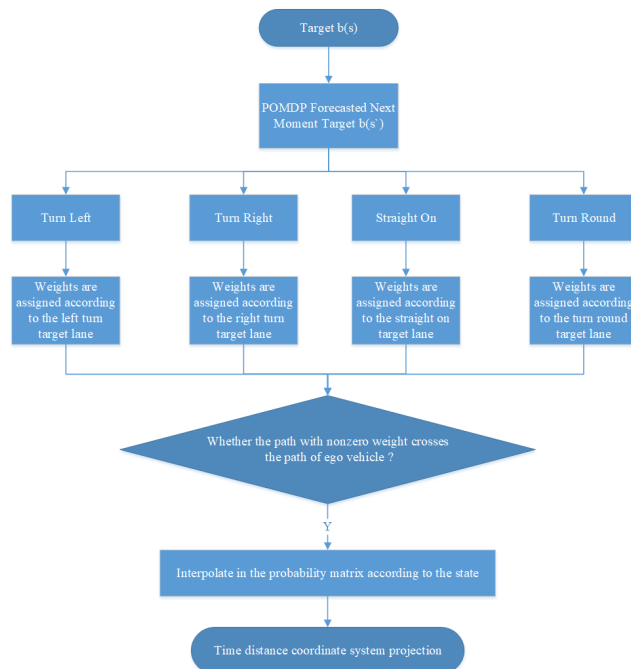 Target b(s)
POMDP Forecasted Next
Moment Target b(s`)
Turn Left
Turn Right
Straight On
Turn Round
Weights are
assigned according
to the left turn
target lane
Weights are
assigned according
to the right turn
target lane
Weights are
assigned according
to the straight on
target lane
Weights are
assigned according
to the turn round
target lane
Whether the path with nonzero weight crosses
the path of ego vehicle ?
Y
Interpolate in the probability matrix according to the state
Time distance coordinate system projection